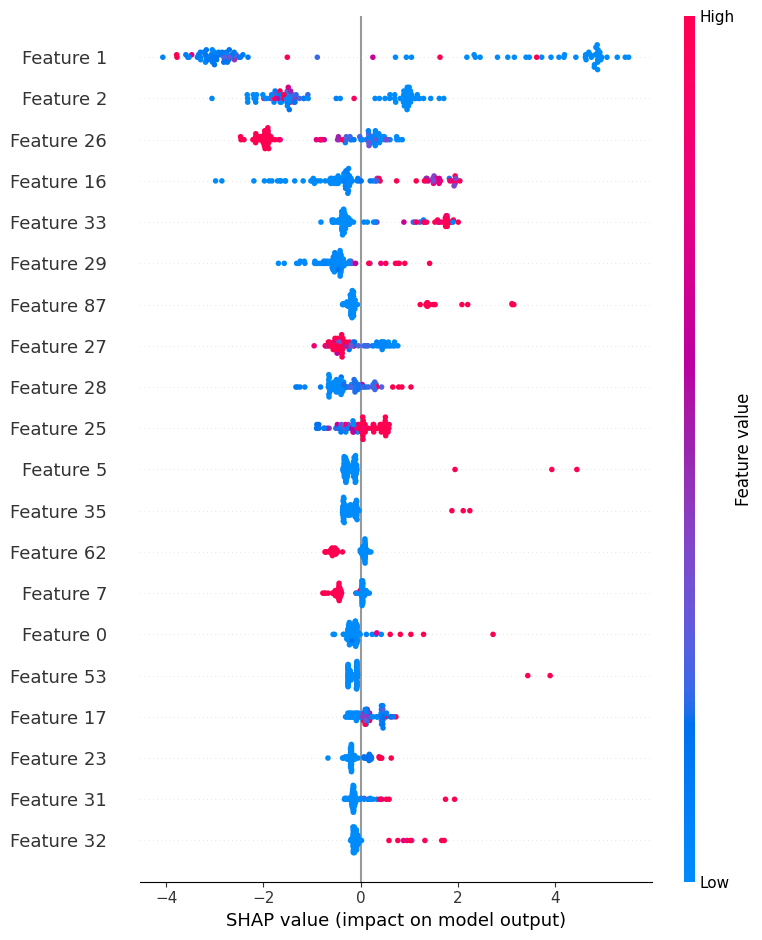 High
Feature 1
Feature 2
Feature 26
Feature 16
Feature 33
Feature 29
Feature 87
Feature 27
Feature 28
Feature 25
Feature 5
Feature 35
Feature 62
Feature 7
Feature 0
Feature 53
Feature 17
Feature 23
Feature 31
Feature 32
Feature value
Low
−4 −2 0 2 4
SHAP value (impact on model output)